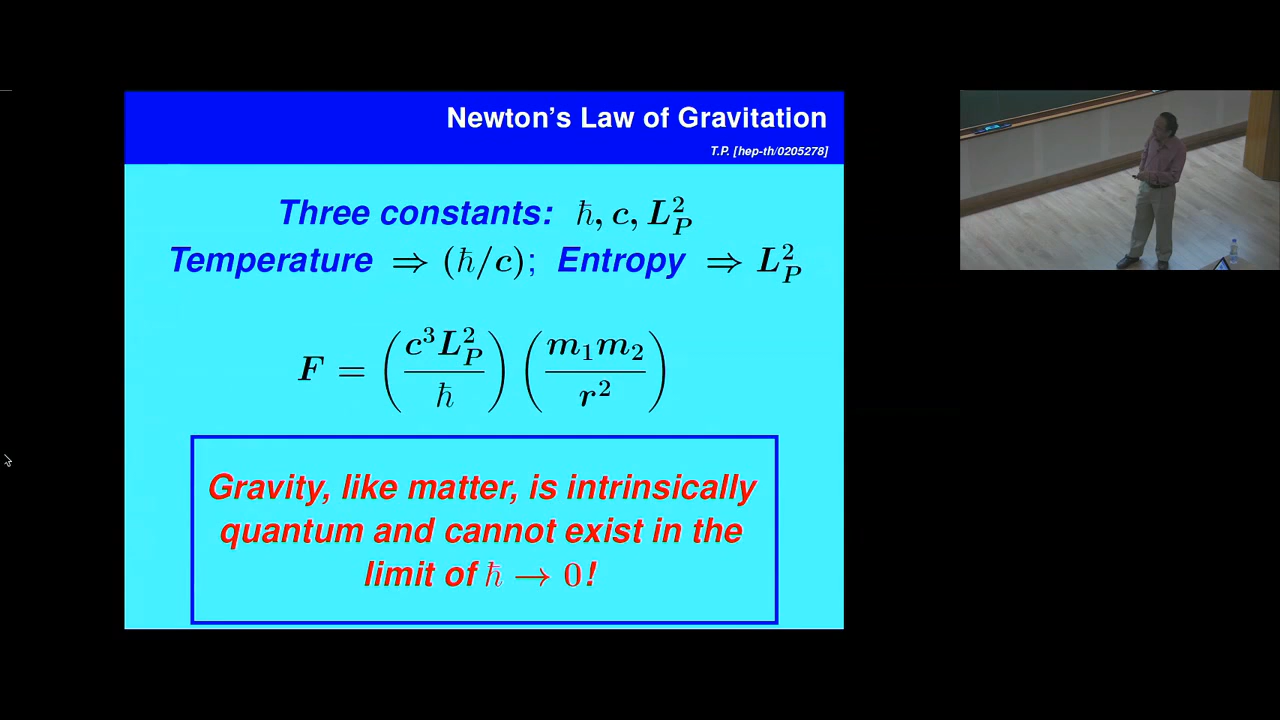 Newton's Law of Gravitation
T.P. [hep-th/0205278]
Three constants: ℏ, c, L_P^2
Temperature ⇒ (ℏ/c); Entropy ⇒ L_P^2
F = (c^3 L_P^2 / ℏ) (m_1 m_2 / r^2)
Gravity, like matter, is intrinsically
quantum and cannot exist in the
limit of ℏ → 0!